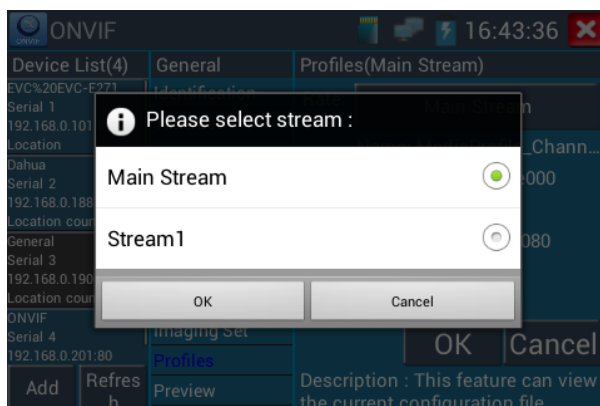 ONVIF
16:43:36
Device List(4)
General
Profiles(Main Stream)
EVC%20EVC-E271
Serial 1
192.168.0.101
Location
Identification
Main Stream
_Chann...
Dahua
Serial 2
192.168.0.188
Location coun
000
General
Serial 3
192.168.0.190
Location coun
080
Please select stream :
Main Stream
Stream1
OK
Cancel
ONVIF
Serial 4
192.168.0.201:80
Imaging Set
Profiles
Preview
OK
Cancel
Add
Refres
h
Description : This feature can view
the current configuration file